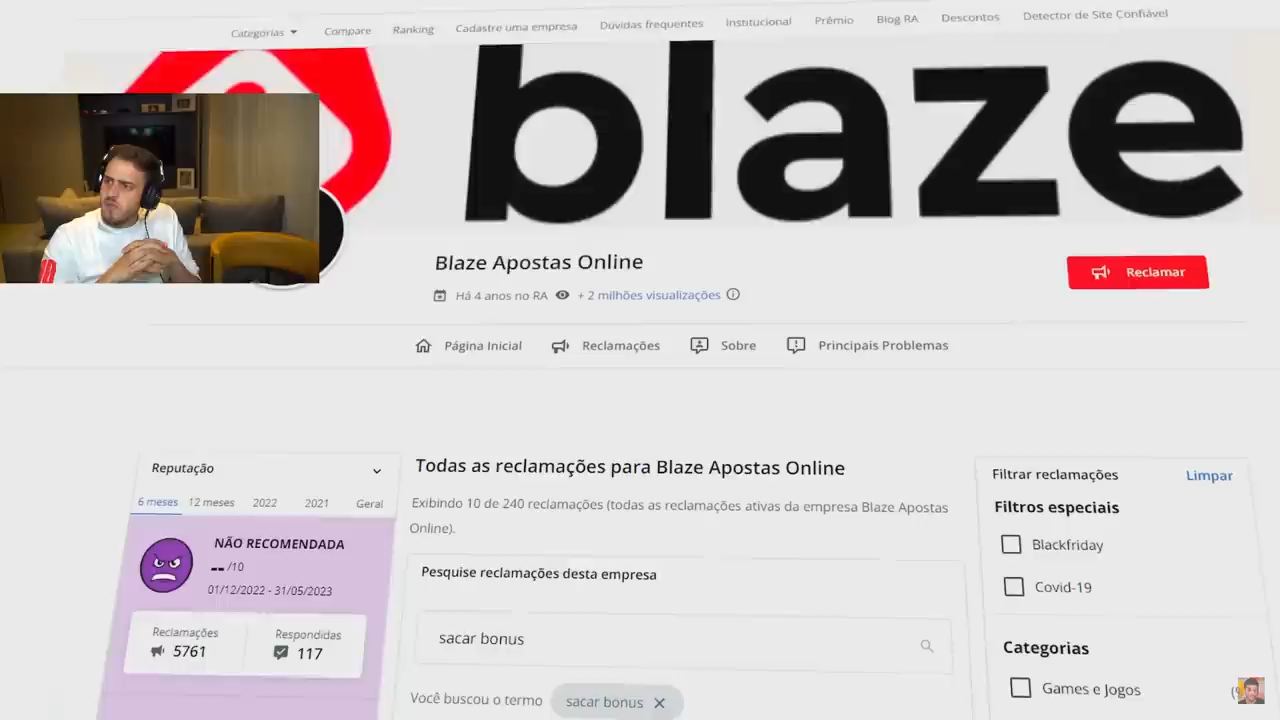 Categorias
Compare
Ranking
Cadastre uma empresa
Dúvidas frequentes
Institucional
Prêmio
Blog RA
Descontos
Detector de Site Confiável
blaze
Blaze Apostas Online
Reclamar
Há 4 anos no RA
+ 2 milhões visualizações
Página Inicial
Reclamações
Sobre
Principais Problemas
Reputação
6 meses
12 meses
2022
2021
Geral
NÃO RECOMENDADA
--/10
01/12/2022 - 31/05/2023
Reclamações
5761
Respondidas
117
Todas as reclamações para Blaze Apostas Online
Exibindo 10 de 240 reclamações (todas as reclamações ativas da empresa Blaze Apostas
Online).
Pesquise reclamações desta empresa
sacar bonus
Você buscou o termo
sacar bonus
Filtrar reclamações
Limpar
Filtros especiais
Blackfriday
Covid-19
Categorias
Games e Jogos